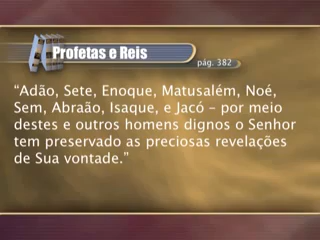 Profetas e Reis
pág. 382
“Adão, Sete, Enoque, Matusalém, Noé,
Sem, Abraão, Isaque, e Jacó – por meio
destes e outros homens dignos o Senhor
tem preservado as preciosas revelações
de Sua vontade.”